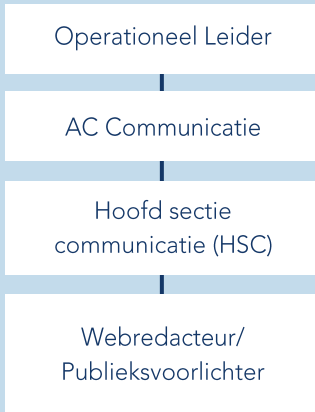 Operationeel Leider
AC Communicatie
Hoofd sectie
communicatie (HSC)
Webredacteur/
Publieksvoorlichter